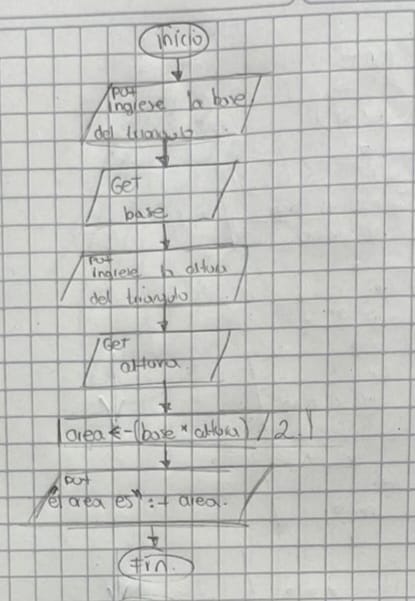 inicio
PUT
Ingrese la base
del triangulo
Get
base
PUT
ingrese la altura
del triangulo
Get
altura
area ← (base * altura) / 2
PUT
"el area es": + area.
Fin.